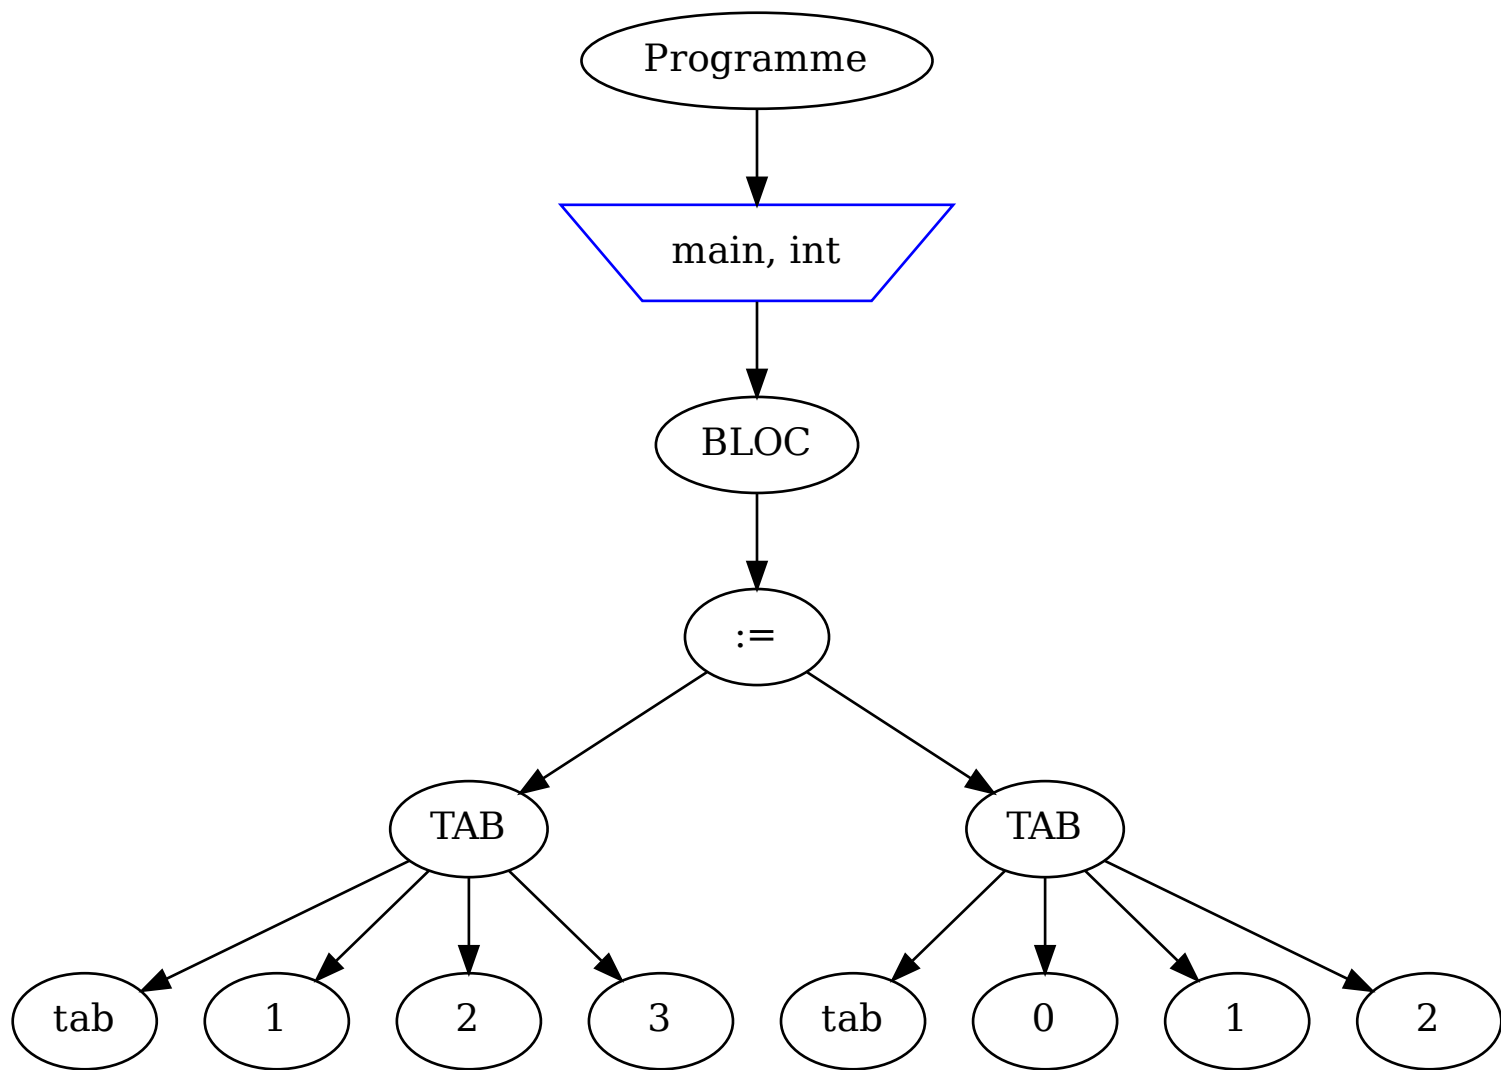 Programme
main, int
BLOC
:=
TAB TAB
tab 1 2 3 tab 0 1 2